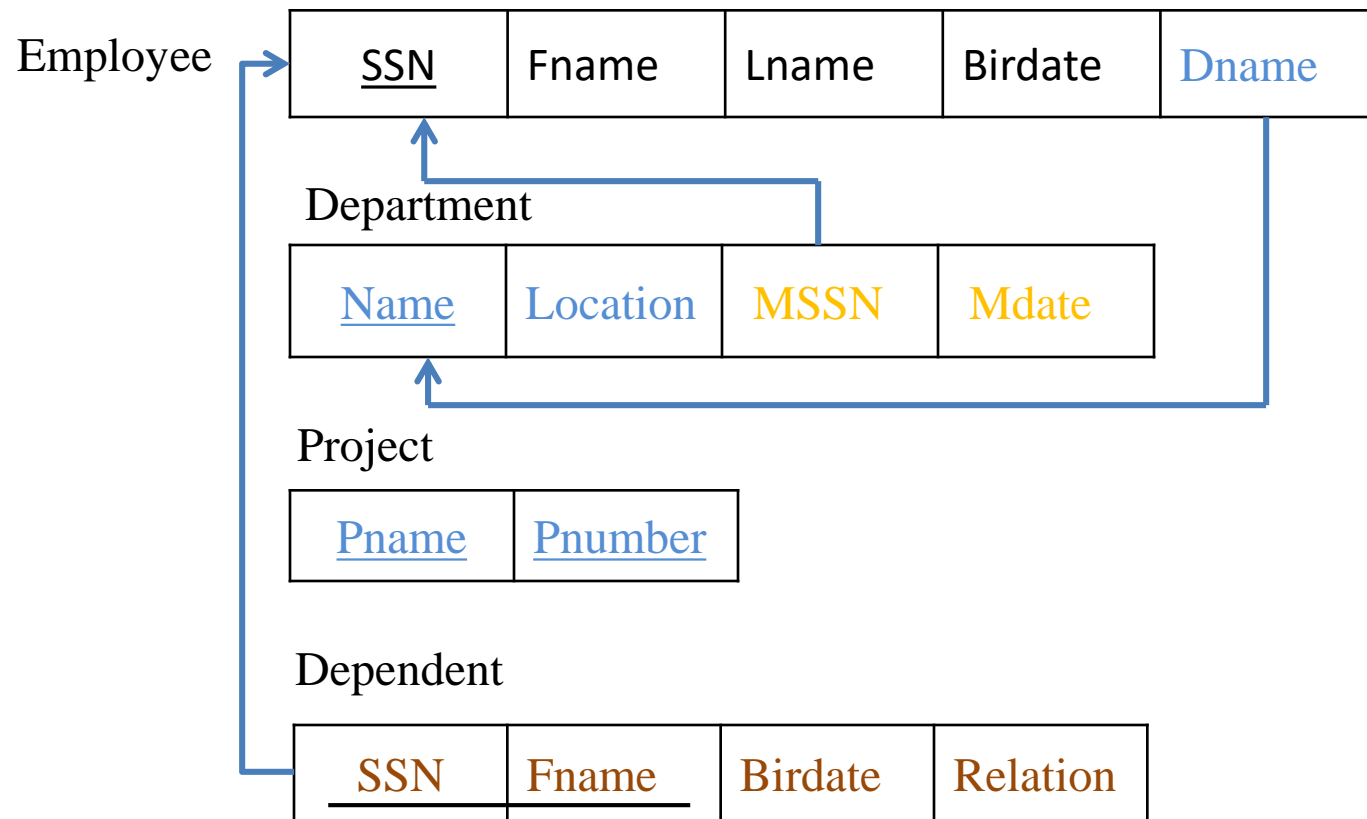 Employee SSN Fname Lname Birdate Dname
Department
Name Location MSSN Mdate
Project
Pname Pnumber
Dependent
SSN Fname Birdate Relation